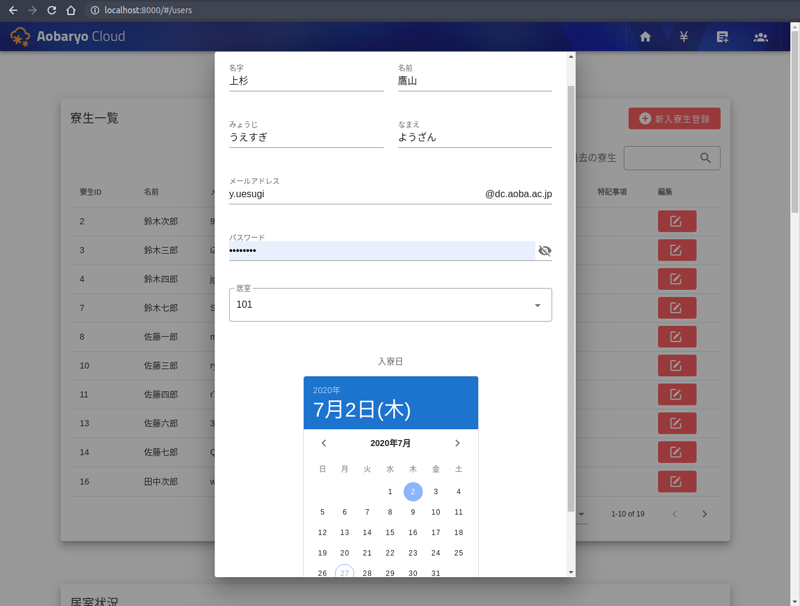 localhost:8000/#/users
Aobaryo Cloud
¥
寮生一覧
新入寮生登録
去の寮生
寮生ID 名前 特記事項 編集
2 鈴木次郎 9
3 鈴木三郎
4 鈴木四郎
7 鈴木七郎 S
8 佐藤一郎
10 佐藤三郎
11 佐藤四郎
13 佐藤六郎 3
14 佐藤七郎
16 田中次郎
1-10 of 19
居室状況
名字 名前
上杉 鷹山
みょうじ なまえ
うえすぎ ようざん
メールアドレス
y.uesugi @dc.aoba.ac.jp
パスワード
••••••••
居室
101
入寮日
2020年
7月2日(木)
2020年7月
日 月 火 水 木 金 土
1 2 3 4
5 6 7 8 9 10 11
12 13 14 15 16 17 18
19 20 21 22 23 24 25
26 27 28 29 30 31